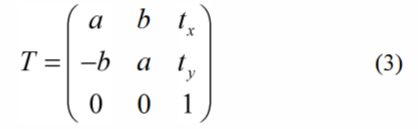 T = ( a b t_x
-b a t_y
0 0 1 ) (3)